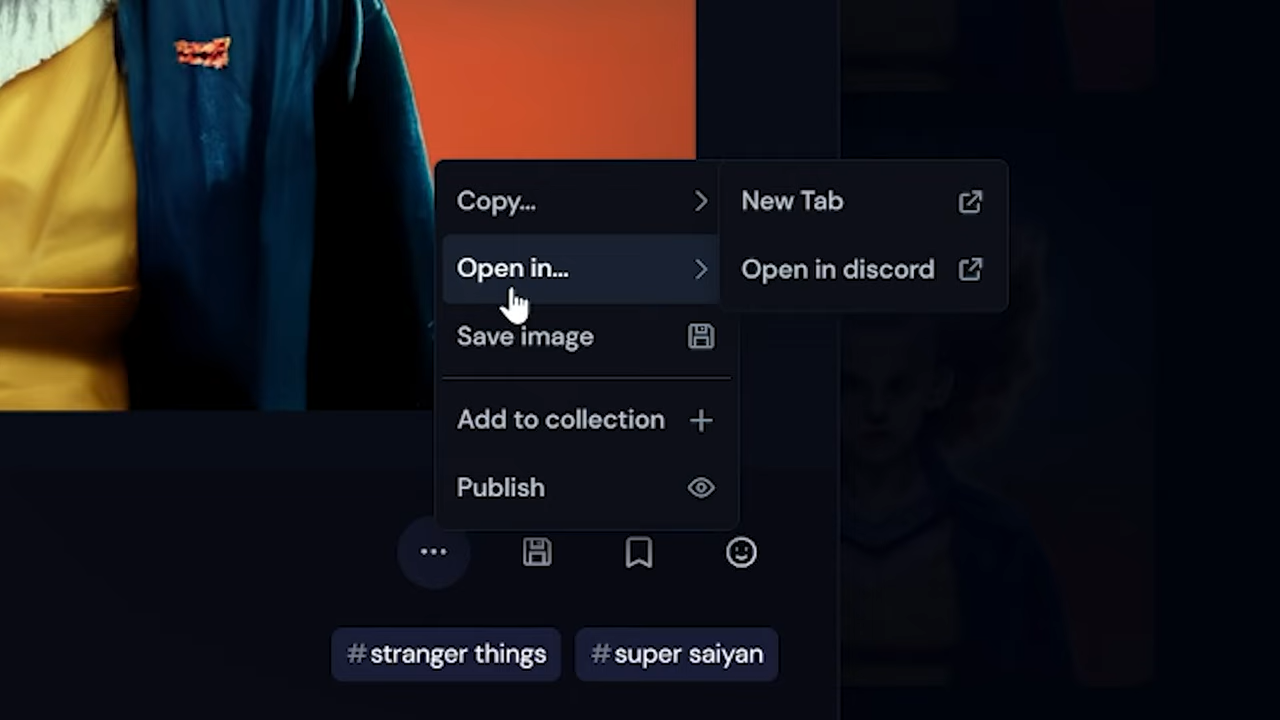 Copy...
New Tab
Open in...
Open in discord
Save image
Add to collection
Publish
#stranger things
#super saiyan